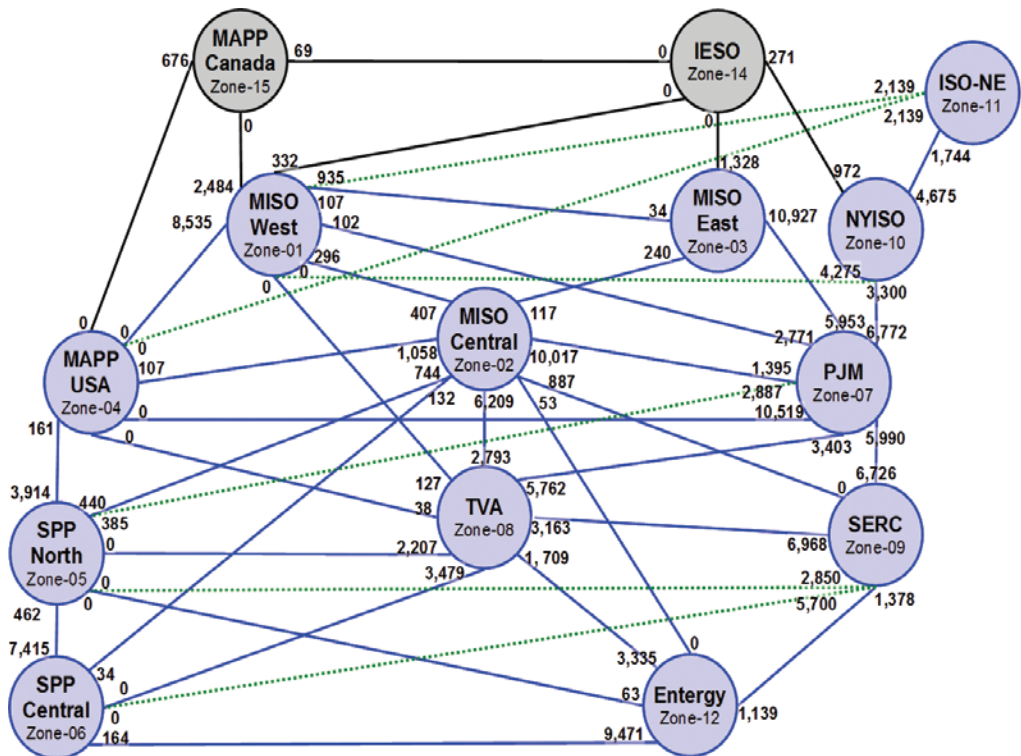 MAPP
Canada
Zone-15
676
69
0
IESO
Zone-14
271
0
0
0
ISO-NE
Zone-11
2,139
2,139
1,744
332
935
2,484
107
8,535
102
MISO
West
Zone-01
296
0
0
1,328
34
MISO
East
Zone-03
10,927
240
972
4,675
NYISO
Zone-10
4,275
3,300
407
117
MISO
Central
Zone-02
1,058
10,017
744
887
132
53
6,209
0
0
0
107
MAPP
USA
Zone-04
0
0
161
5,953
6,772
2,771
1,395
PJM
Zone-07
2,887
10,519
3,403
5,990
3,914
440
385
SPP
North
Zone-05
0
0
0
462
2,793
127
5,762
38
TVA
Zone-08
3,163
2,207
1, 709
3,479
6,726
0
SERC
Zone-09
6,968
2,850
5,700
1,378
7,415
34
SPP
Central
Zone-06
0
0
164
0
3,335
63
Entergy
Zone-12
1,139
9,471